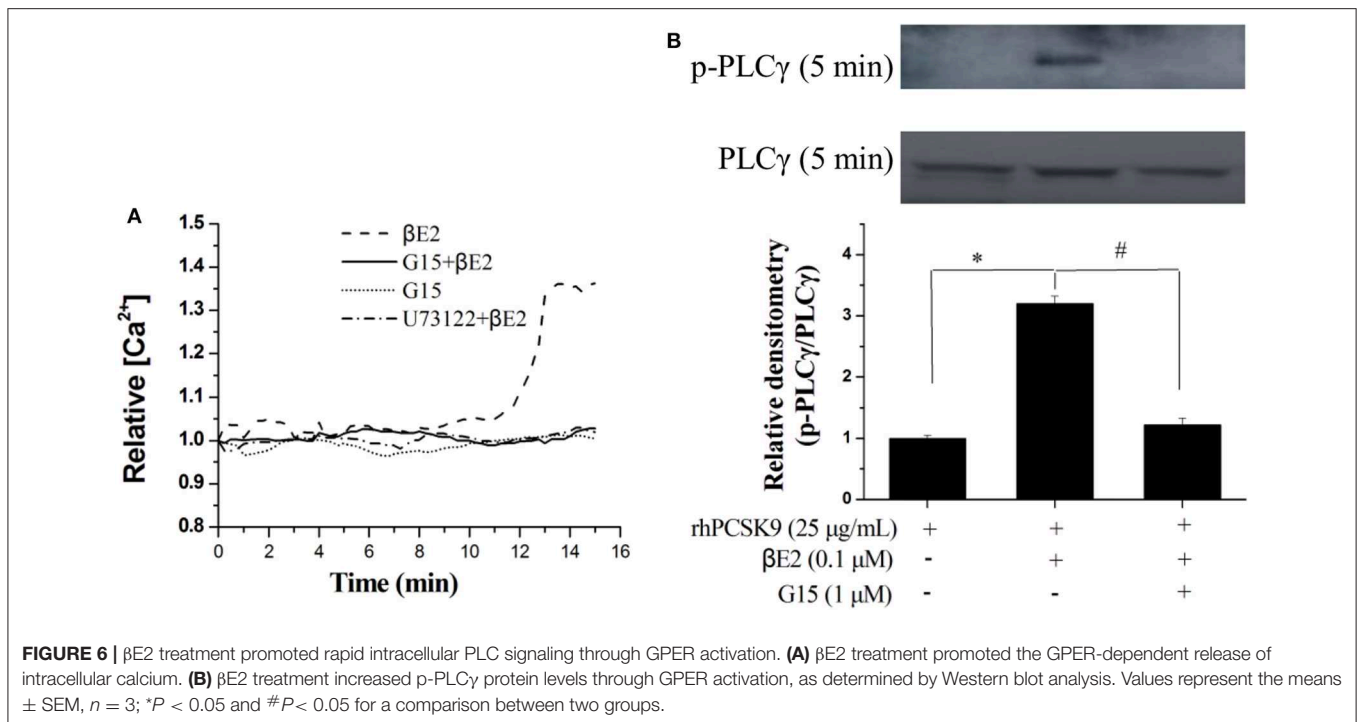 A
1.5
1.4
1.3
1.2
1.1
1.0
0.9
0.8
Relative [Ca2+]
βE2
G15+βE2
G15
U73122+βE2
0 2 4 6 8 10 12 14 16
Time (min)
B
p-PLCγ (5 min)
PLCγ (5 min)
Relative densitometry
(p-PLCγ/PLCγ)
4
3
2
1
0
* #
rhPCSK9 (25 μg/mL) + + +
βE2 (0.1 μM) - + +
G15 (1 μM) - - +
FIGURE 6 | βE2 treatment promoted rapid intracellular PLC signaling through GPER activation. (A) βE2 treatment promoted the GPER-dependent release of
intracellular calcium. (B) βE2 treatment increased p-PLCγ protein levels through GPER activation, as determined by Western blot analysis. Values represent the means
± SEM, n = 3; *P < 0.05 and #P< 0.05 for a comparison between two groups.